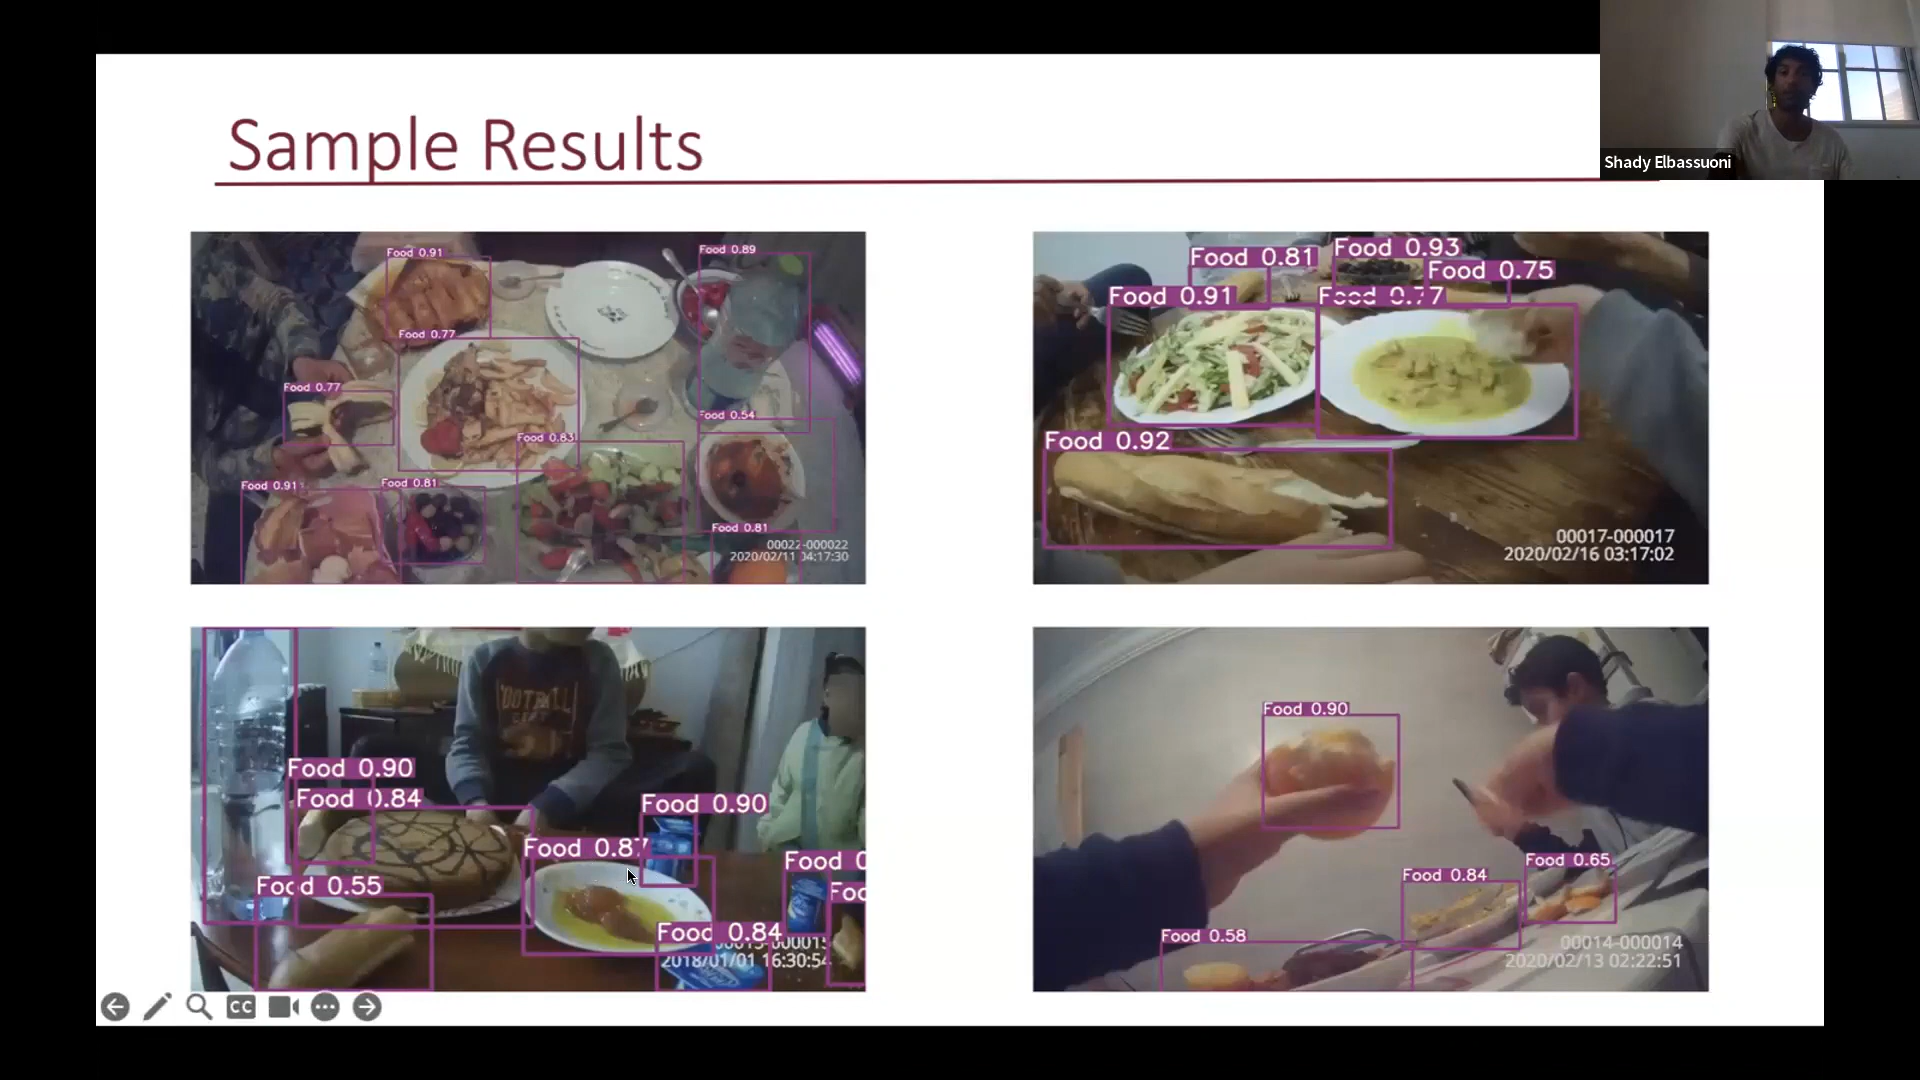 Sample Results
Shady Elbassuoni
Food 0.91
Food 0.89
Food 0.77
Food 0.77
Food 0.54
Food 0.83
Food 0.91
Food 0.81
Food 0.81
00022-000022
2020/02/11 04:17:30
Food 0.81
Food 0.93
Food 0.75
Food 0.91
Food 0.77
Food 0.92
00017-000017
2020/02/16 03:17:02
Food 0.90
Food 0.84
Food 0.90
Food 0.87
Food 0
Foo
Food 0.55
Food 0.84
2018/01/01 16:30:54
Food 0.90
Food 0.65
Food 0.84
Food 0.58
00014-000014
2020/02/13 02:22:51
CC